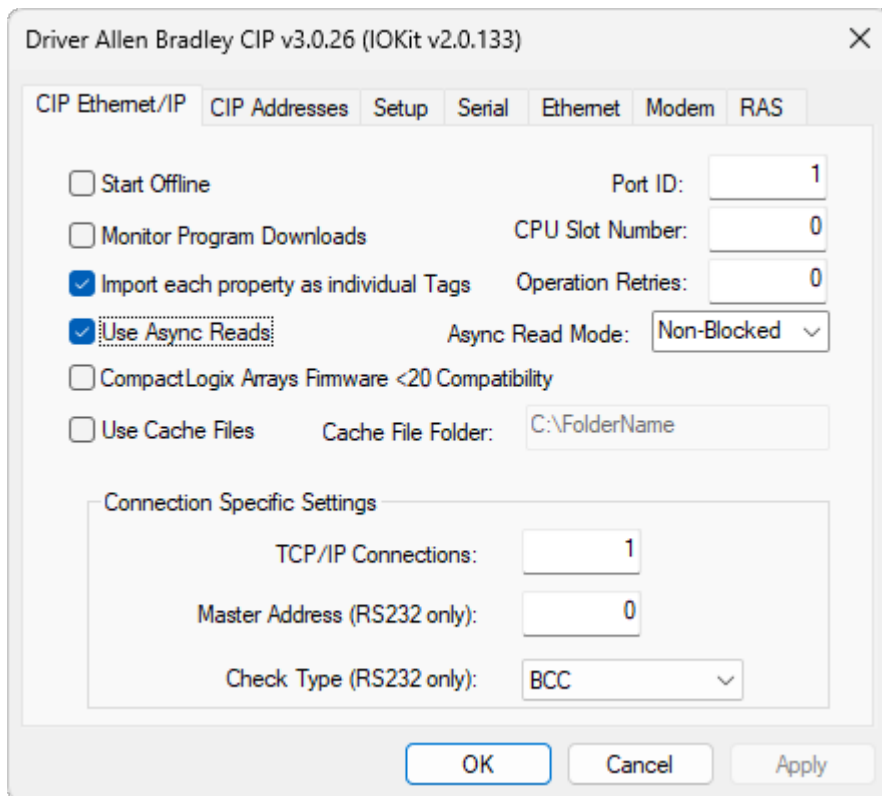 Driver Allen Bradley CIP v3.0.26 (IOKit v2.0.133)
CIP Ethernet/IP CIP Addresses Setup Serial Ethernet Modem RAS
Start Offline Port ID: 1
Monitor Program Downloads CPU Slot Number: 0
Import each property as individual Tags Operation Retries: 0
Use Async Reads Async Read Mode: Non-Blocked
CompactLogix Arrays Firmware <20 Compatibility
Use Cache Files Cache File Folder: C:\FolderName
Connection Specific Settings
TCP/IP Connections: 1
Master Address (RS232 only): 0
Check Type (RS232 only): BCC
OK Cancel Apply